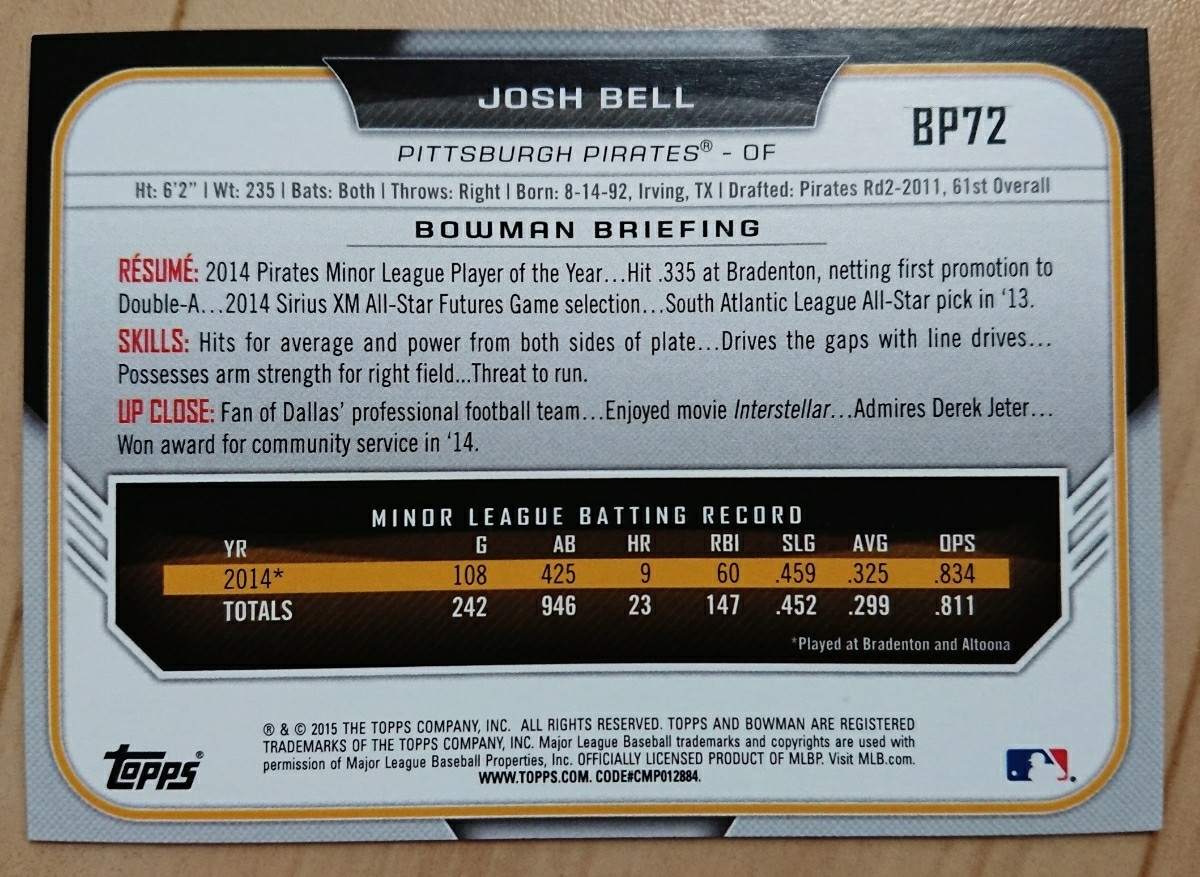 JOSH BELL
BP72
PITTSBURGH PIRATES® - OF
Ht: 6'2" | Wt: 235 | Bats: Both | Throws: Right | Born: 8-14-92, Irving, TX | Drafted: Pirates Rd2-2011, 61st Overall
BOWMAN BRIEFING
RÉSUMÉ: 2014 Pirates Minor League Player of the Year...Hit .335 at Bradenton, netting first promotion to
Double-A...2014 Sirius XM All-Star Futures Game selection...South Atlantic League All-Star pick in '13.
SKILLS: Hits for average and power from both sides of plate...Drives the gaps with line drives...
Possesses arm strength for right field...Threat to run.
UP CLOSE: Fan of Dallas' professional football team...Enjoyed movie Interstellar...Admires Derek Jeter...
Won award for community service in '14.
MINOR LEAGUE BATTING RECORD
YR G AB HR RBI SLG AVG OPS
2014* 108 425 9 60 .459 .325 .834
TOTALS 242 946 23 147 .452 .299 .811
*Played at Bradenton and Altoona
® & © 2015 THE TOPPS COMPANY, INC. ALL RIGHTS RESERVED. TOPPS AND BOWMAN ARE REGISTERED
TRADEMARKS OF THE TOPPS COMPANY, INC. Major League Baseball trademarks and copyrights are used with
permission of Major League Baseball Properties, Inc. OFFICIALLY LICENSED PRODUCT OF MLBP. Visit MLB.com.
WWW.TOPPS.COM. CODE#CMP012884.
Topps®